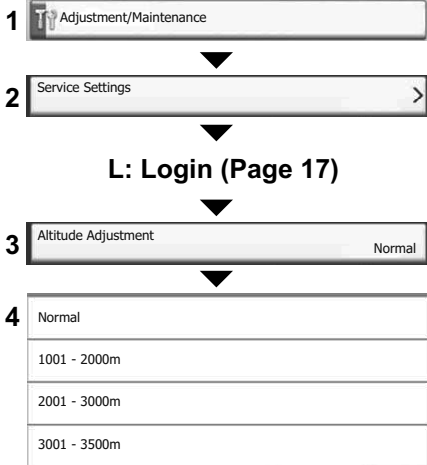 1 Adjustment/Maintenance
2 Service Settings
L: Login (Page 17)
3 Altitude Adjustment Normal
4 Normal
1001 - 2000m
2001 - 3000m
3001 - 3500m